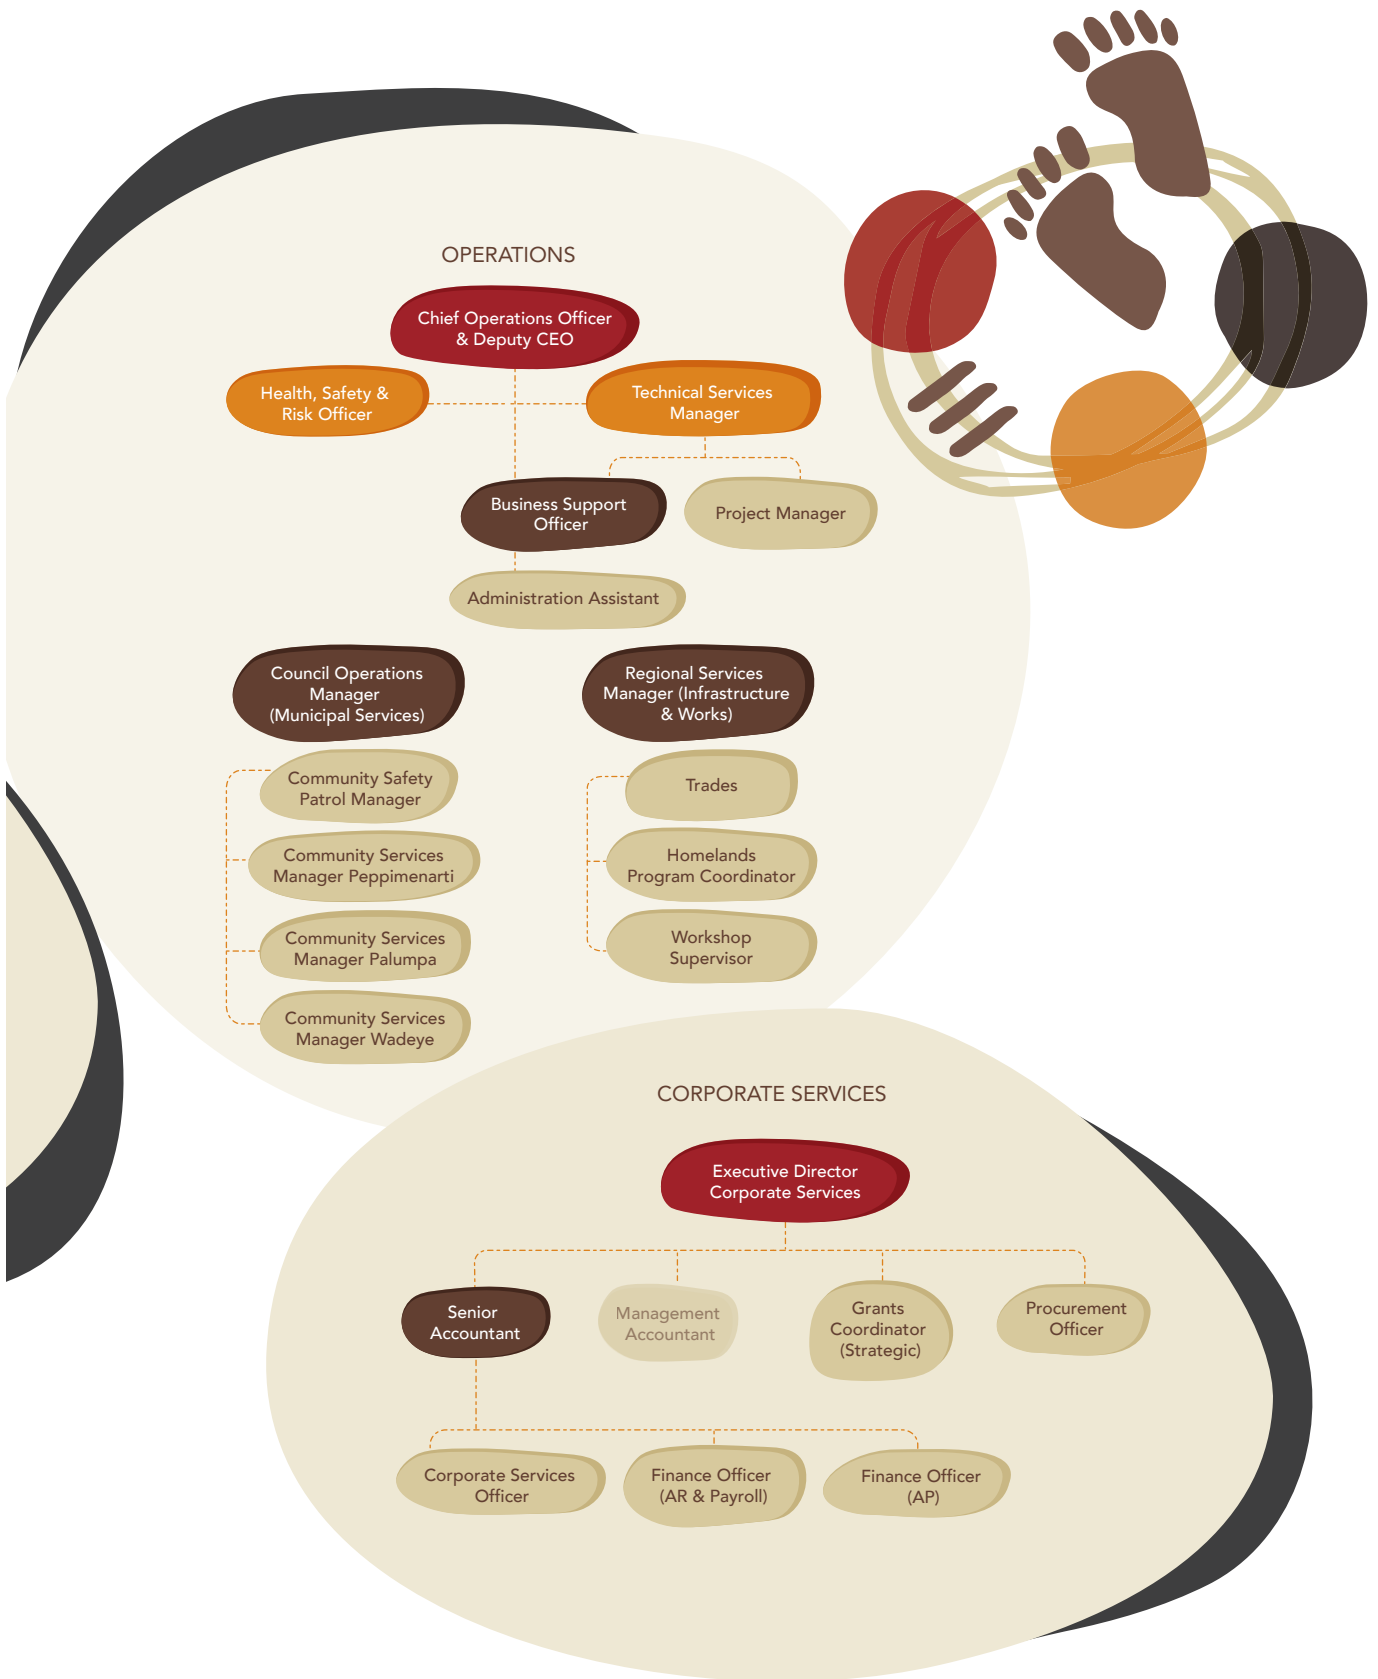 OPERATIONS
Chief Operations Officer
& Deputy CEO
Health, Safety &
Risk Officer
Technical Services
Manager
Business Support
Officer
Project Manager
Administration Assistant
Council Operations
Manager
(Municipal Services)
Regional Services
Manager (Infrastructure
& Works)
Community Safety
Patrol Manager
Trades
Community Services
Manager Peppimenarti
Homelands
Program Coordinator
Community Services
Manager Palumpa
Workshop
Supervisor
Community Services
Manager Wadeye
CORPORATE SERVICES
Executive Director
Corporate Services
Senior
Accountant
Management
Accountant
Grants
Coordinator
(Strategic)
Procurement
Officer
Corporate Services
Officer
Finance Officer
(AR & Payroll)
Finance Officer
(AP)